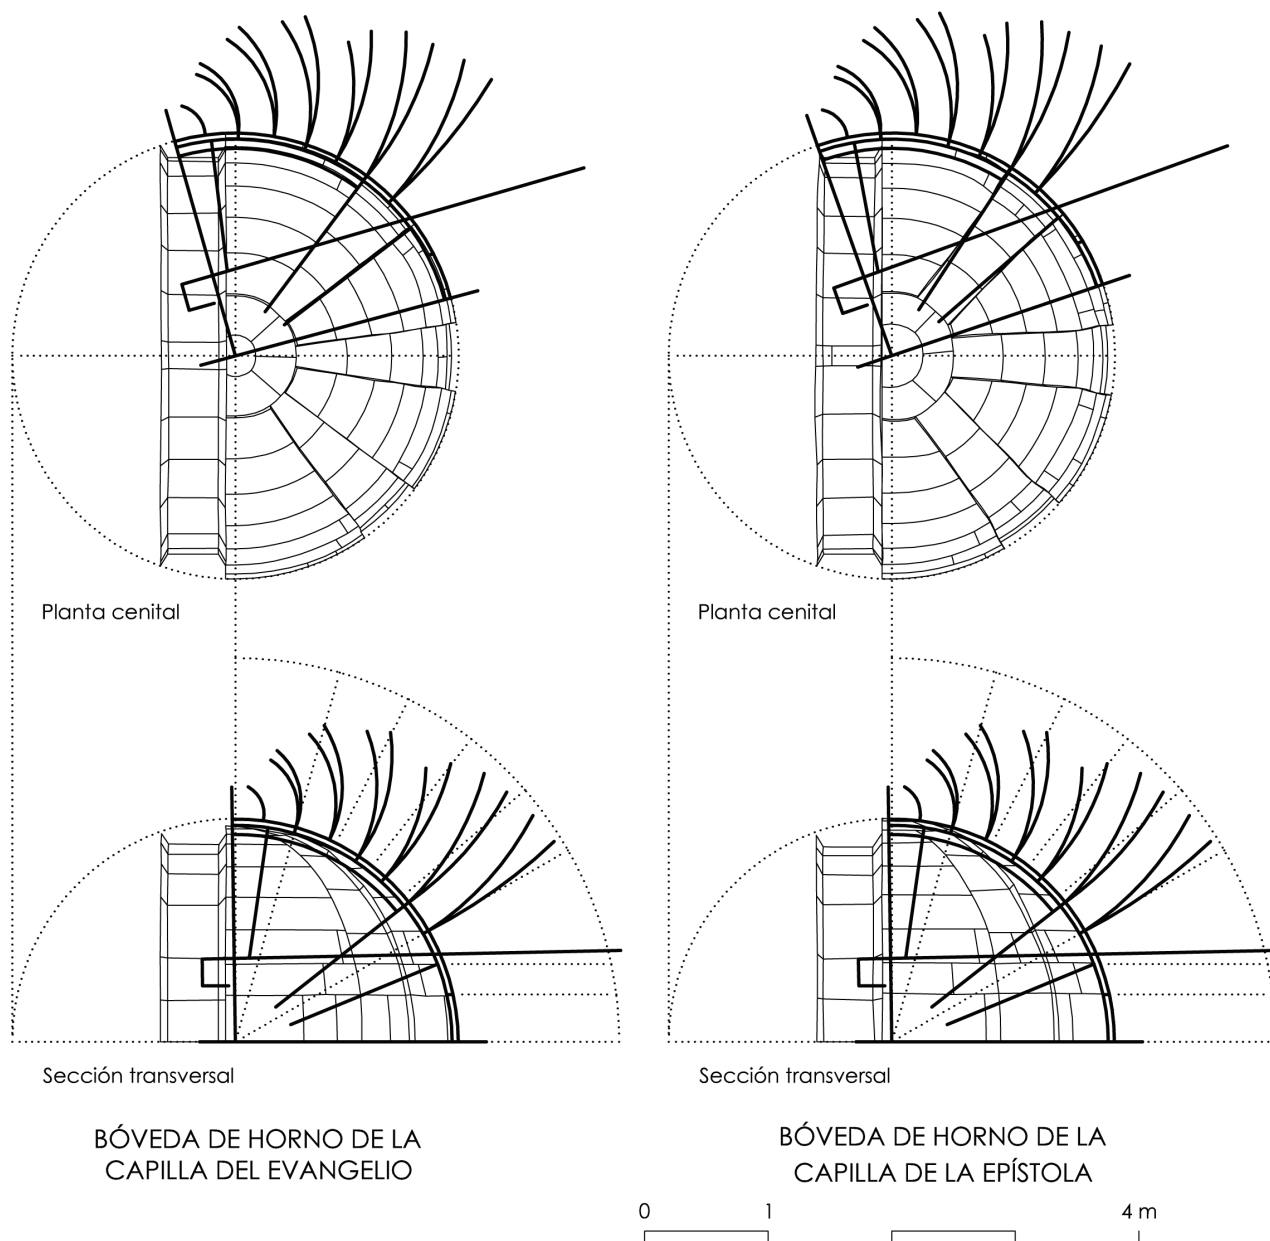 Planta cenital
Planta cenital
Sección transversal
Sección transversal
BÓVEDA DE HORNO DE LA
CAPILLA DEL EVANGELIO
BÓVEDA DE HORNO DE LA
CAPILLA DE LA EPÍSTOLA
0 1 4 m